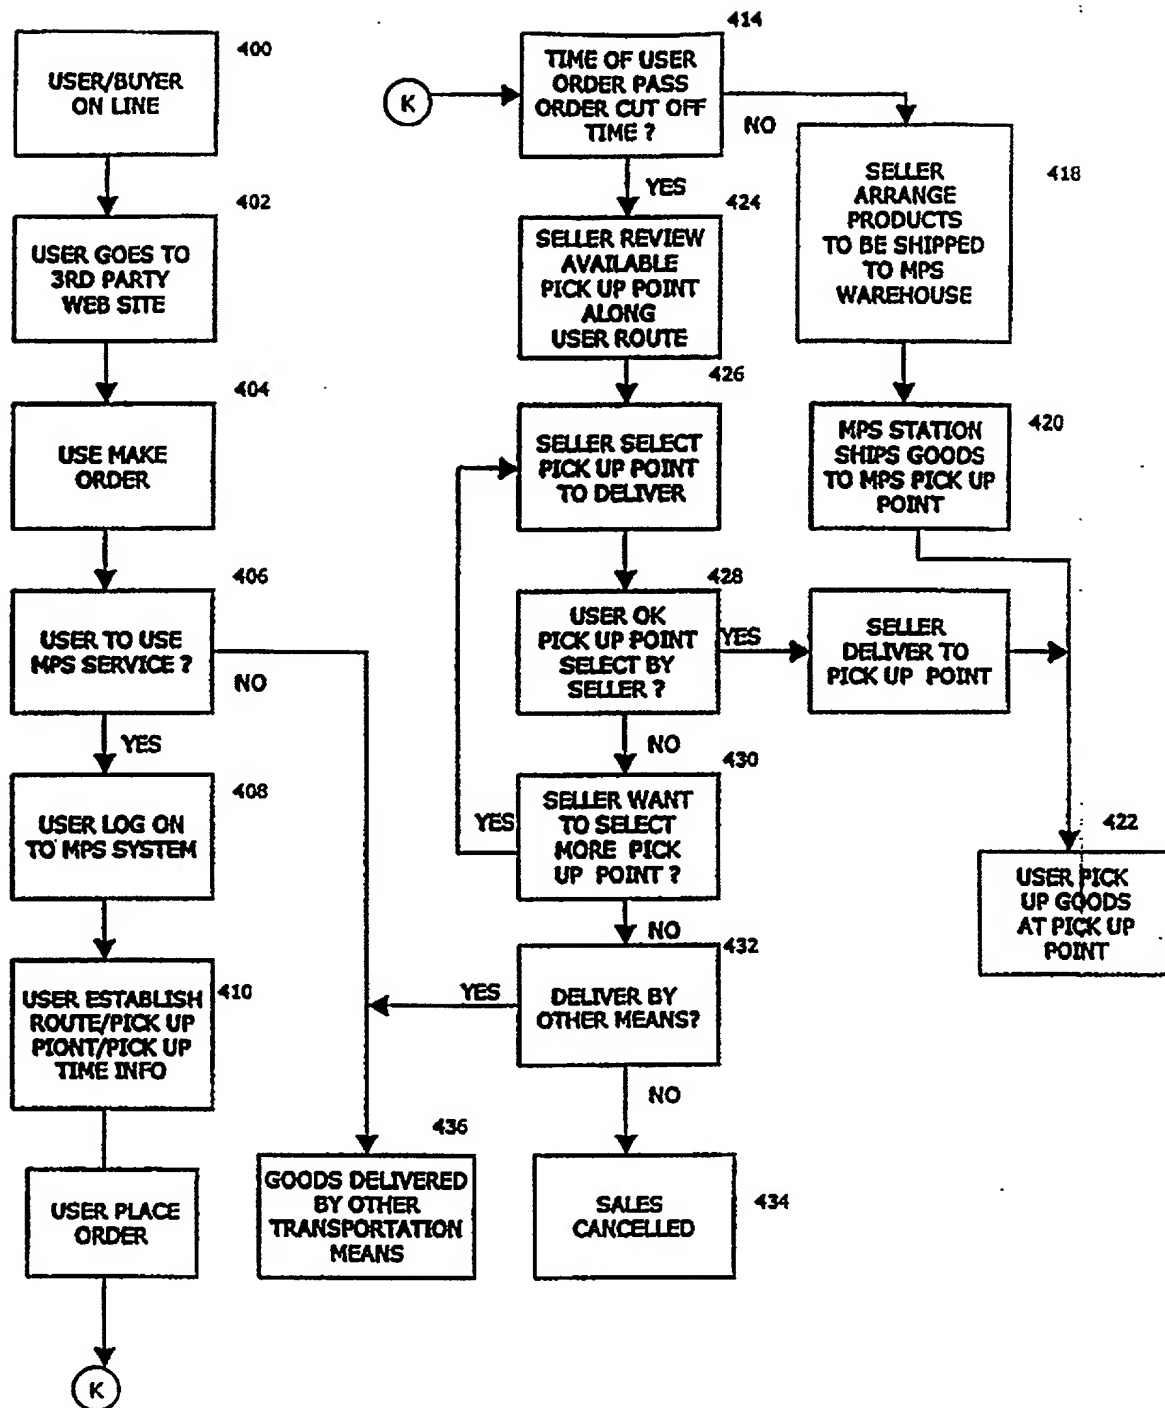 400
USER/BUYER
ON LINE
402
USER GOES TO
3RD PARTY
WEB SITE
404
USE MAKE
ORDER
406
USER TO USE
MPS SERVICE ?
NO
YES
408
USER LOG ON
TO MPS SYSTEM
410
USER ESTABLISH
ROUTE/PICK UP
PIONT/PICK UP
TIME INFO
USER PLACE
ORDER
K
436
GOODS DELIVERED
BY OTHER
TRANSPORTATION
MEANS
K
414
TIME OF USER
ORDER PASS
ORDER CUT OFF
TIME ?
NO
YES
424
SELLER REVIEW
AVAILABLE
PICK UP POINT
ALONG
USER ROUTE
426
SELLER SELECT
PICK UP POINT
TO DELIVER
428
USER OK
PICK UP POINT
SELECT BY
SELLER ?
YES
NO
430
SELLER WANT
TO SELECT
MORE PICK
UP POINT ?
YES
NO
432
DELIVER BY
OTHER MEANS?
YES
NO
434
SALES
CANCELLED
418
SELLER
ARRANGE
PRODUCTS
TO BE SHIPPED
TO MPS
WAREHOUSE
420
MPS STATION
SHIPS GOODS
TO MPS PICK UP
POINT
SELLER
DELIVER TO
PICK UP POINT
422
USER PICK
UP GOODS
AT PICK UP
POINT